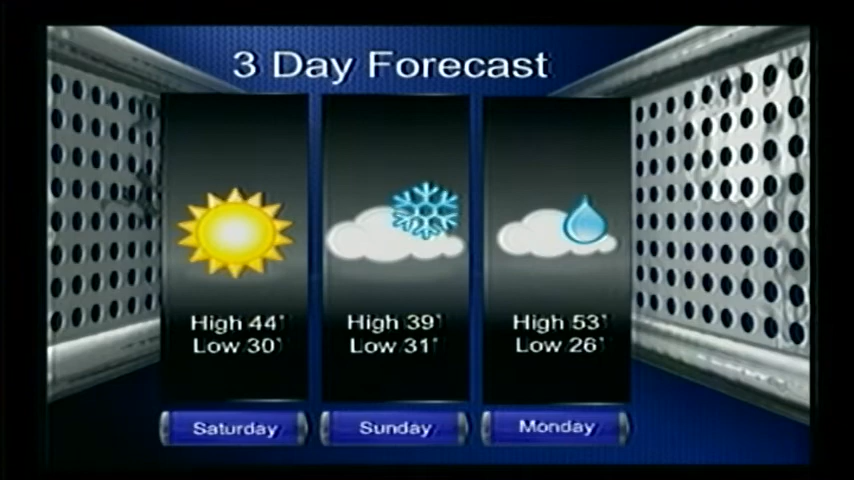 3 Day Forecast
High 44°
Low 30°
High 39°
Low 31°
High 53°
Low 26°
Saturday
Sunday
Monday